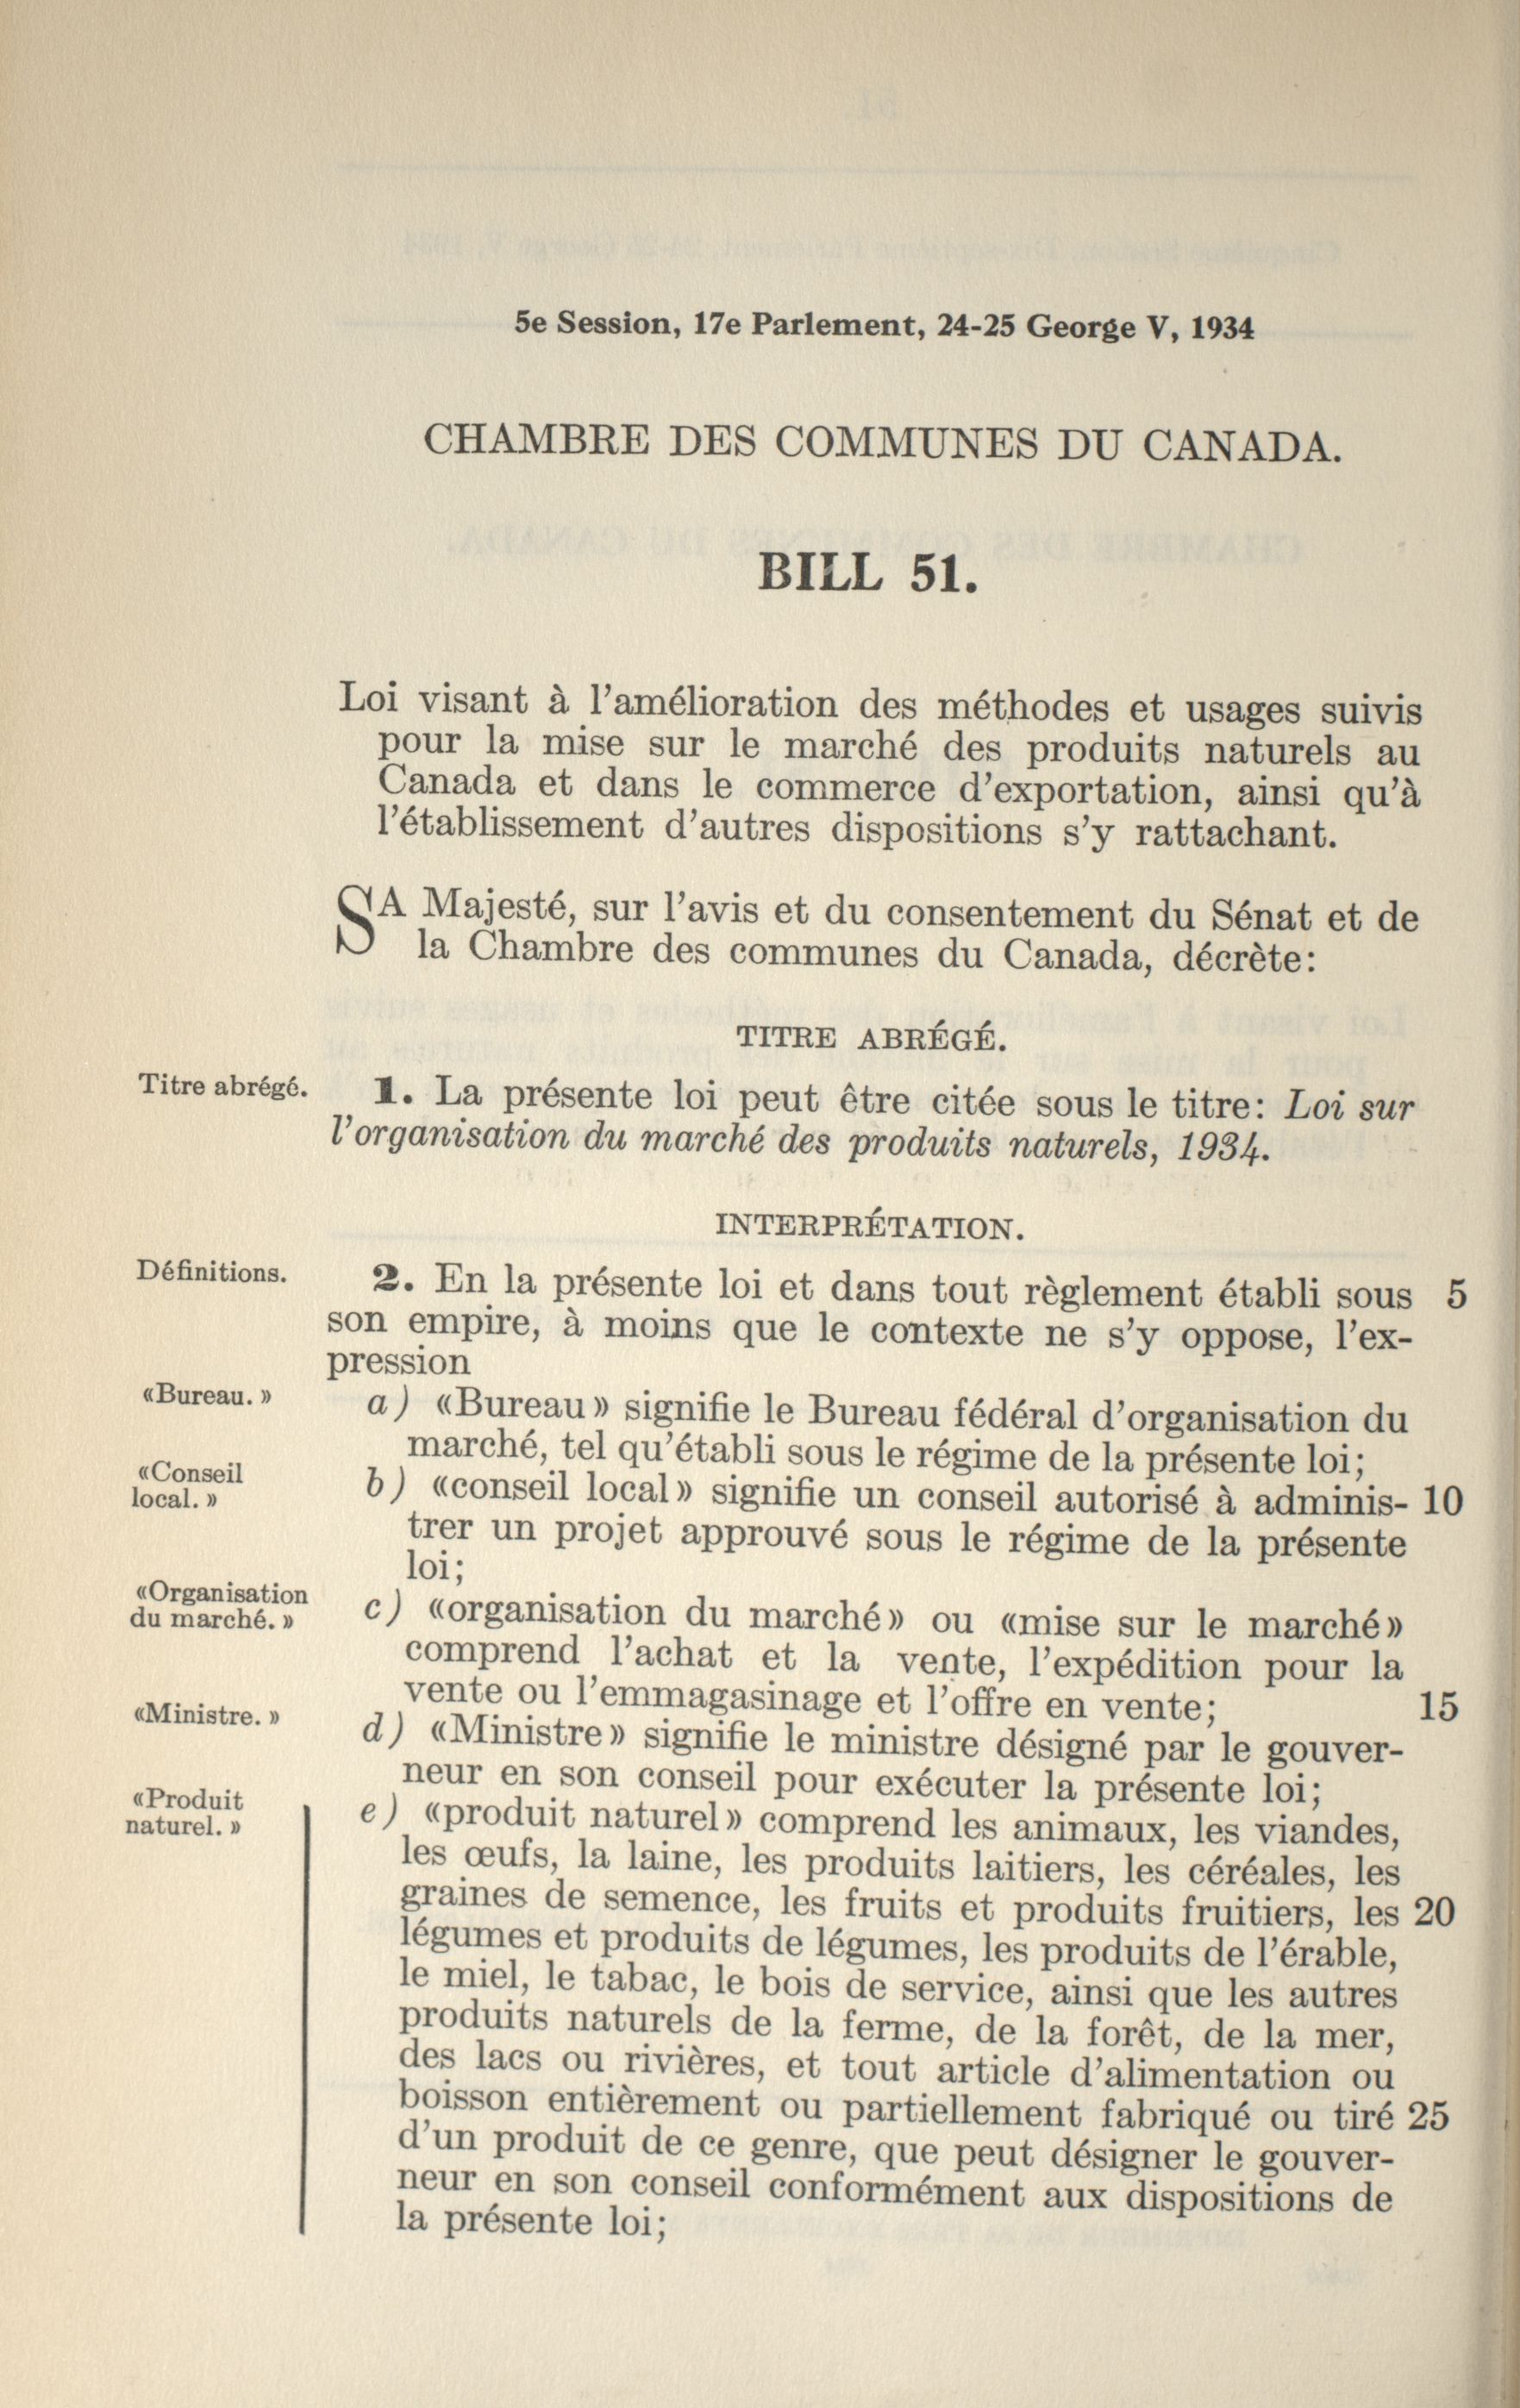 5e Session, 17e Parlement, 24-25 George V, 1934
CHAMBRE DES COMMUNES DU CANADA.
BILL 51.
Loi visant à l'amélioration des méthodes et usages suivis
pour la mise sur le marché des produits naturels au
Canada et dans le commerce d'exportation, ainsi qu'à
l'établissement d'autres dispositions s'y rattachant.
SA Majesté, sur l'avis et du consentement du Sénat et de
la Chambre des communes du Canada, décrète:
TITRE ABRÉGÉ.
Titre abrégé.
1. La présente loi peut être citée sous le titre: Loi sur
l'organisation du marché des produits naturels, 1934.
INTERPRÉTATION.
Définitions.
2. En la présente loi et dans tout règlement établi sous 5
son empire, à moins que le contexte ne s'y oppose, l'ex-
pression
«Bureau.»
a) «Bureau» signifie le Bureau fédéral d'organisation du
marché, tel qu'établi sous le régime de la présente loi;
«Conseil
local.»
b) «conseil local» signifie un conseil autorisé à adminis- 10
trer un projet approuvé sous le régime de la présente
loi;
«Organisation
du marché.»
c) «organisation du marché» ou «mise sur le marché»
comprend l'achat et la vente, l'expédition pour la
vente ou l'emmagasinage et l'offre en vente; 15
«Ministre.»
d) «Ministre» signifie le ministre désigné par le gouver-
neur en son conseil pour exécuter la présente loi;
«Produit
naturel.»
e) «produit naturel» comprend les animaux, les viandes,
les œufs, la laine, les produits laitiers, les céréales, les
graines de semence, les fruits et produits fruitiers, les 20
légumes et produits de légumes, les produits de l'érable,
le miel, le tabac, le bois de service, ainsi que les autres
produits naturels de la ferme, de la forêt, de la mer,
des lacs ou rivières, et tout article d'alimentation ou
boisson entièrement ou partiellement fabriqué ou tiré 25
d'un produit de ce genre, que peut désigner le gouver-
neur en son conseil conformément aux dispositions de
la présente loi;